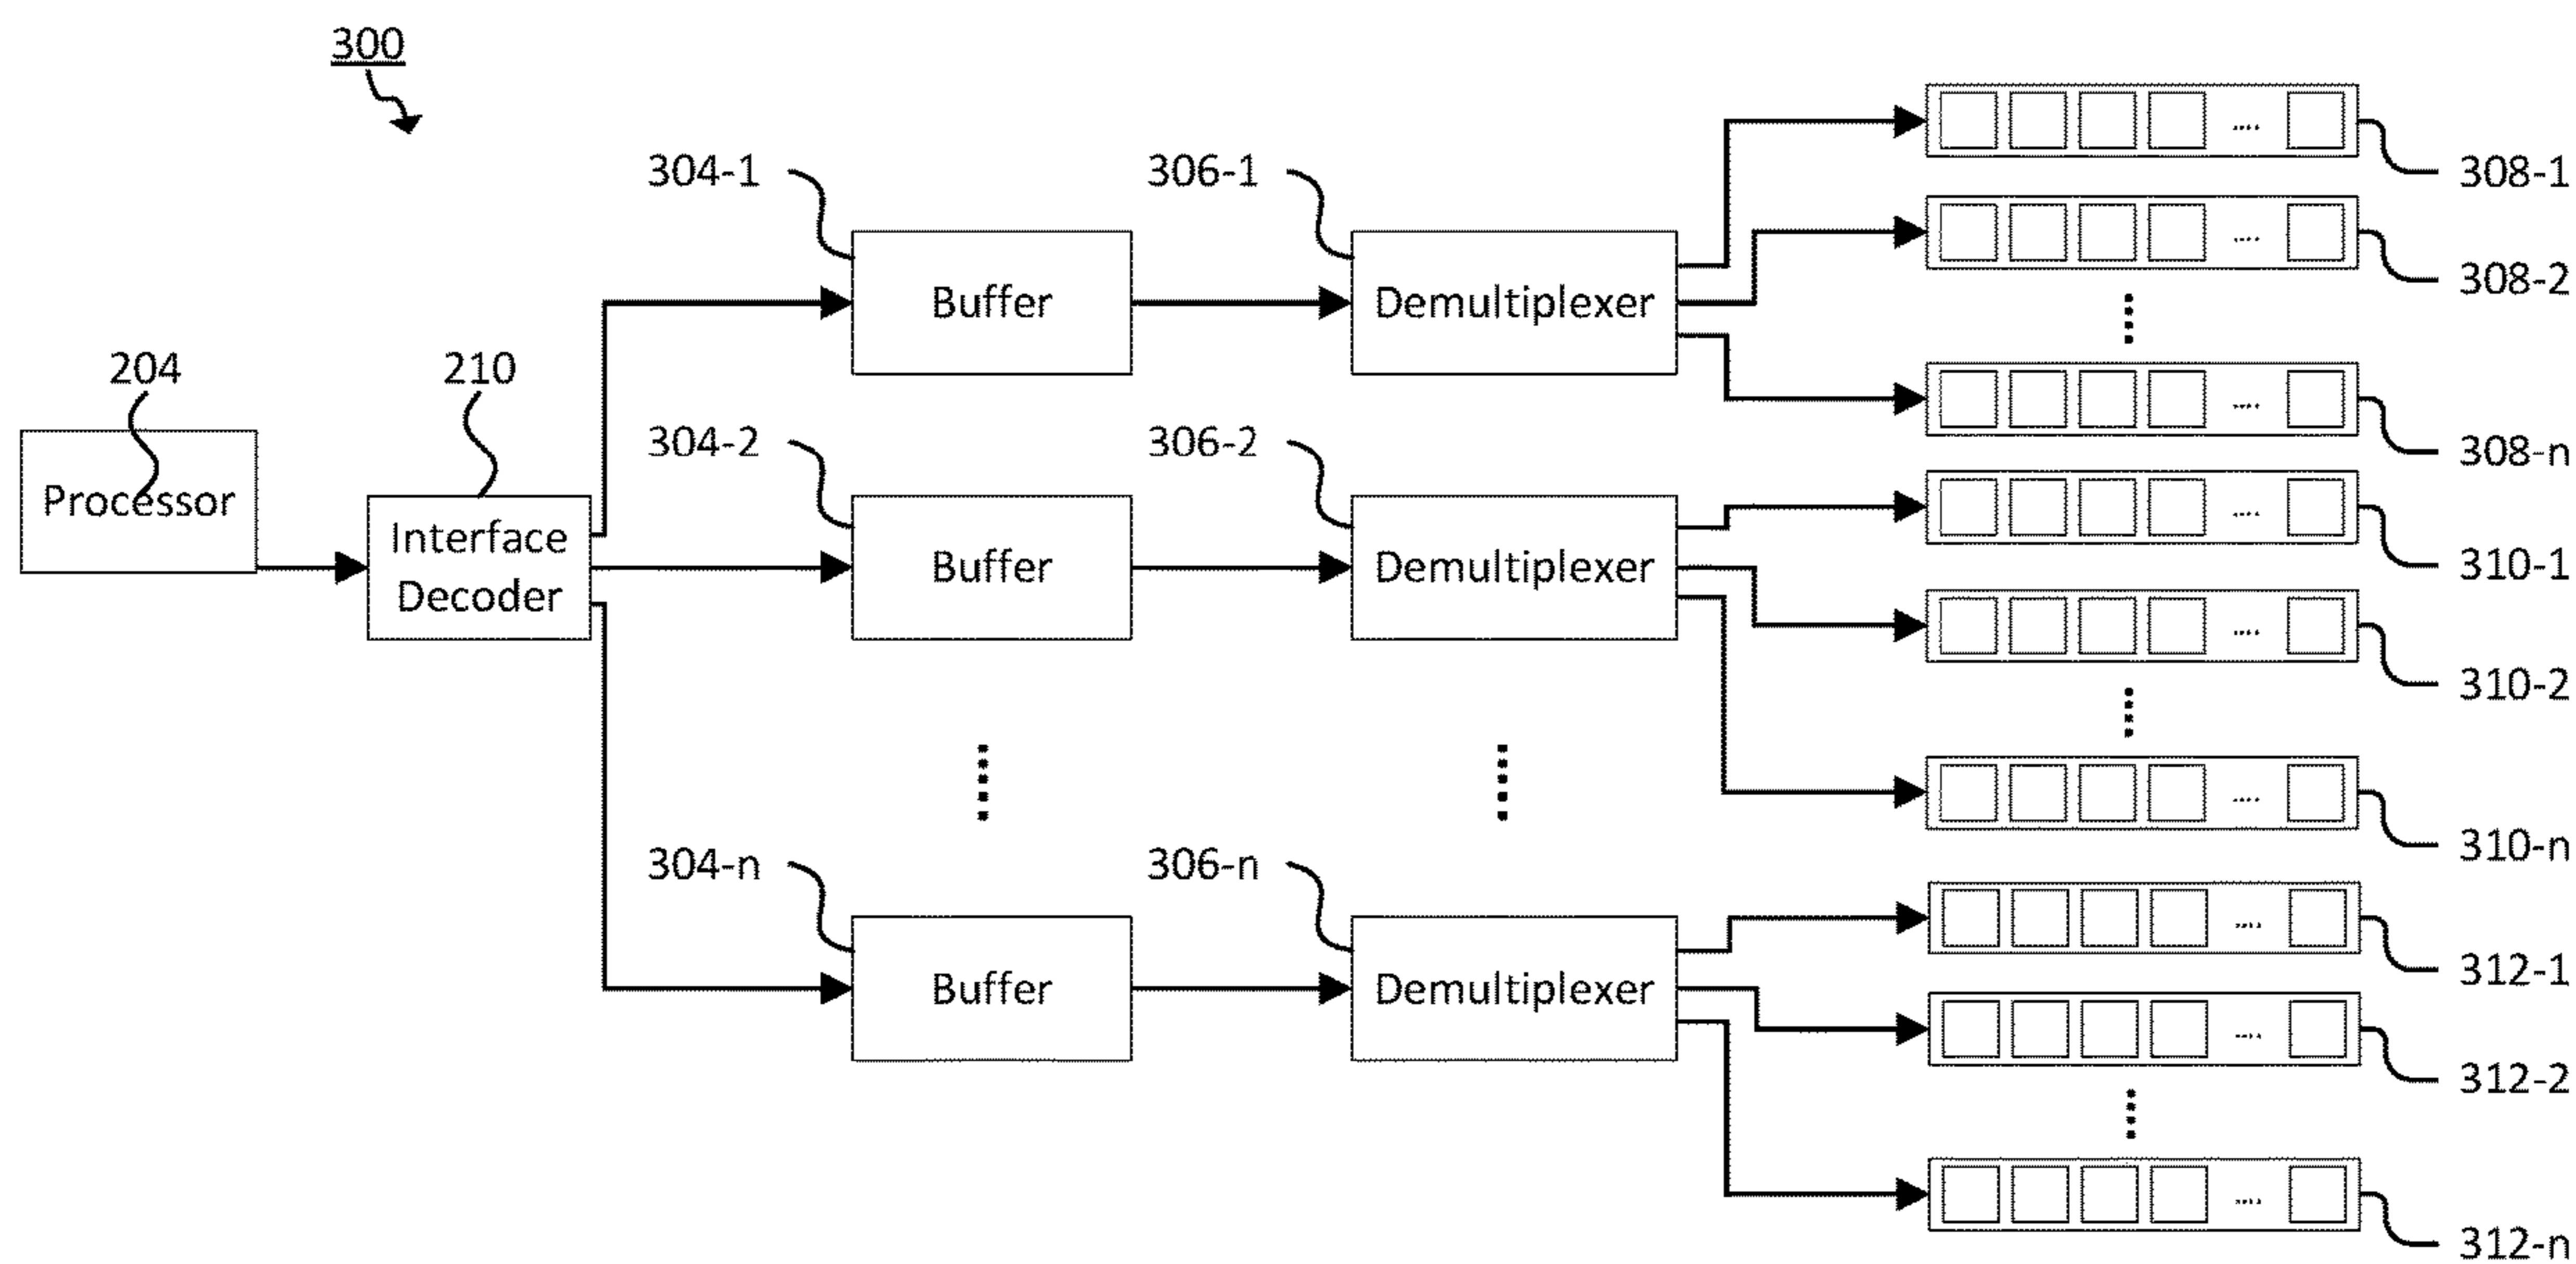 300
304-1
306-1
308-1
308-2
Buffer
Demultiplexer
204
210
304-2
306-2
308-n
Processor
Interface
Decoder
Buffer
Demultiplexer
310-1
310-2
304-n
306-n
310-n
Buffer
Demultiplexer
312-1
312-2
312-n